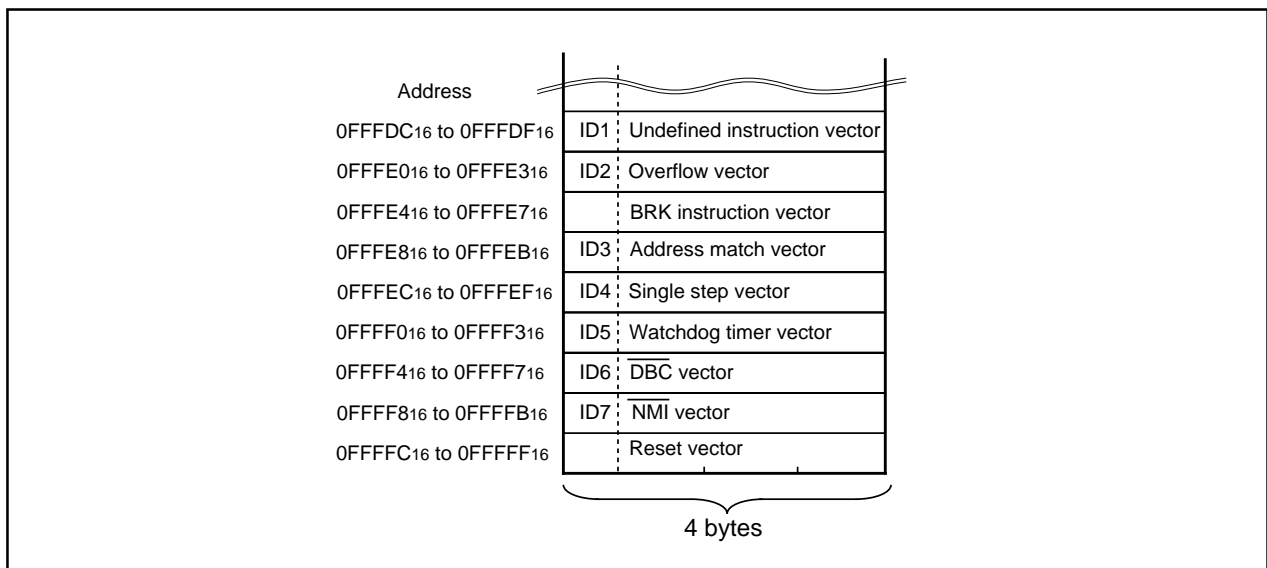 Address
0FFFDC16 to 0FFFDF16 ID1 Undefined instruction vector
0FFFE016 to 0FFFE316 ID2 Overflow vector
0FFFE416 to 0FFFE716 BRK instruction vector
0FFFE816 to 0FFFEB16 ID3 Address match vector
0FFFEC16 to 0FFFEF16 ID4 Single step vector
0FFFF016 to 0FFFF316 ID5 Watchdog timer vector
0FFFF416 to 0FFFF716 ID6 DBC vector
0FFFF816 to 0FFFFB16 ID7 NMI vector
0FFFFC16 to 0FFFFF16 Reset vector
4 bytes